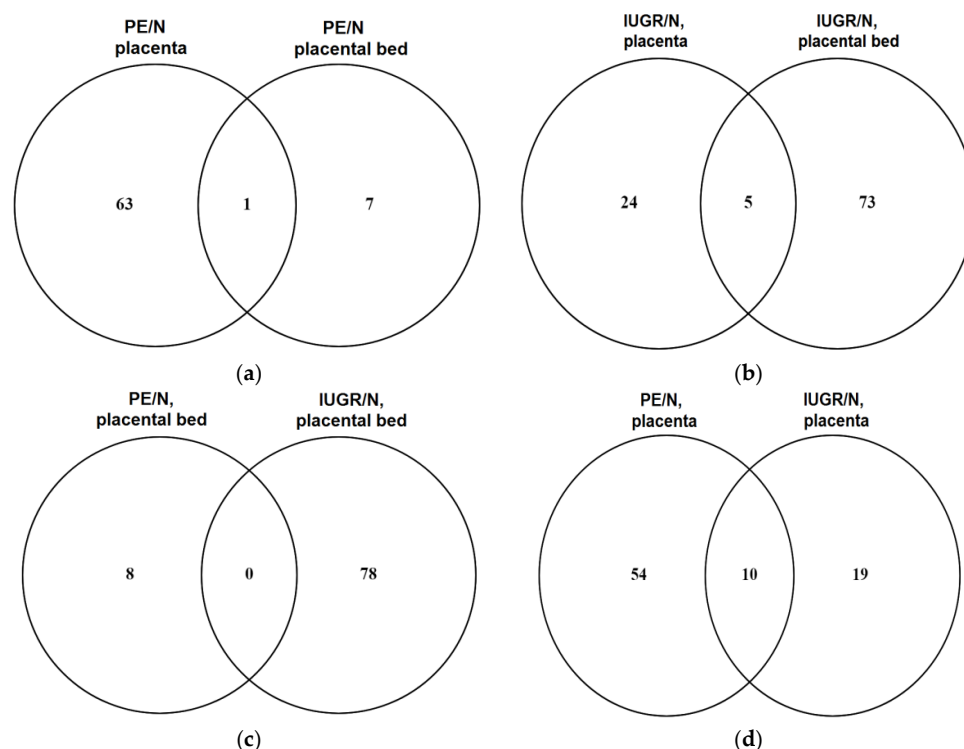 PE/N
placenta
PE/N
placental bed
63
1
7
(a)
IUGR/N,
placenta
IUGR/N,
placental bed
24
5
73
(b)
PE/N,
placental bed
IUGR/N,
placental bed
8
0
78
(c)
PE/N,
placenta
IUGR/N,
placenta
54
10
19
(d)